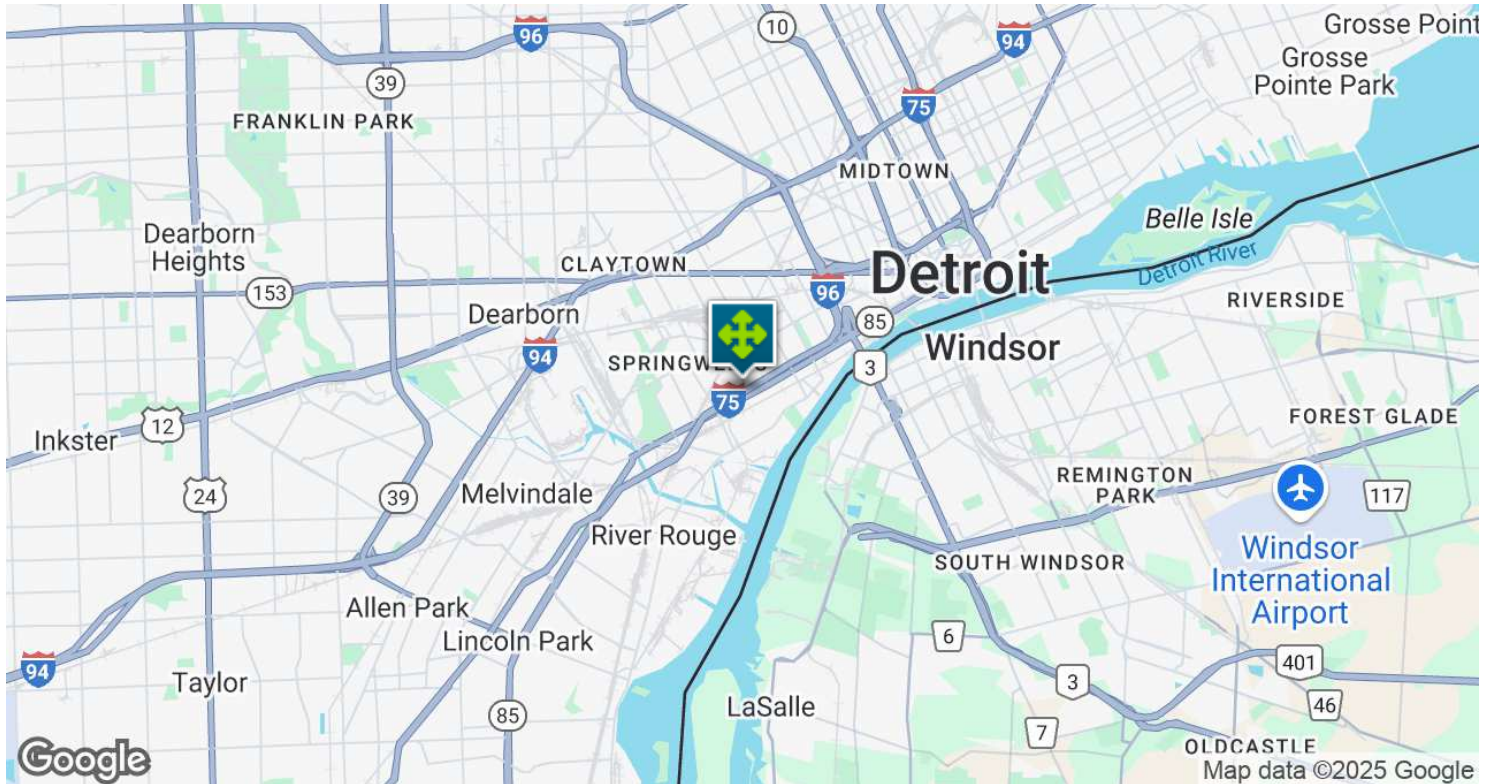 Grosse Point
10
96
94
Grosse
Pointe Park
39
75
FRANKLIN PARK
MIDTOWN
Belle Isle
Dearborn
Heights
Detroit River
CLAYTOWN
Detroit
153
96
RIVERSIDE
Dearborn
85
Windsor
94
SPRINGWELLS
3
75
12
FOREST GLADE
Inkster
REMINGTON
PARK
24
39
Melvindale
117
River Rouge
Windsor
International
Airport
SOUTH WINDSOR
Allen Park
Lincoln Park
6
94
401
Taylor
3
46
85
LaSalle
7
OLDCASTLE
Google
Map data ©2025 Google